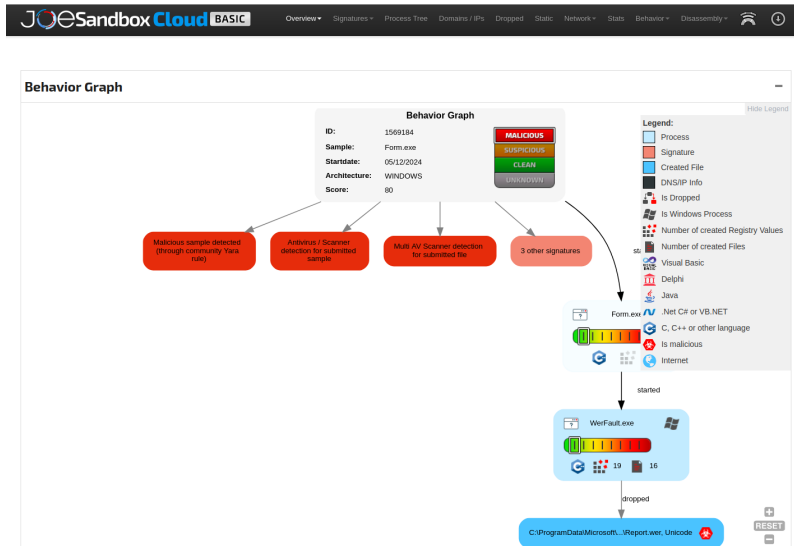 JOeSandbox Cloud BASIC
Overview Signatures Process Tree Domains / IPs Dropped Static Network Stats Behavior Disassembly
Behavior Graph
Hide Legend
Behavior Graph
ID: 1569184
Sample: Form.exe
Startdate: 05/12/2024
Architecture: WINDOWS
Score: 80
MALICIOUS
SUSPICIOUS
CLEAN
UNKNOWN
Legend:
Process
Signature
Created File
DNS/IP Info
Is Dropped
Is Windows Process
Number of created Registry Values
Number of created Files
Visual Basic
Delphi
Java
.Net C# or VB.NET
C, C++ or other language
Is malicious
Internet
Malicious sample detected
(through community Yara
rule)
Antivirus / Scanner
detection for submitted
sample
Multi AV Scanner detection
for submitted file
3 other signatures
Form.exe
started
WerFault.exe
19 16
dropped
C:\ProgramData\Microsoft\...\Report.wer, Unicode
RESET